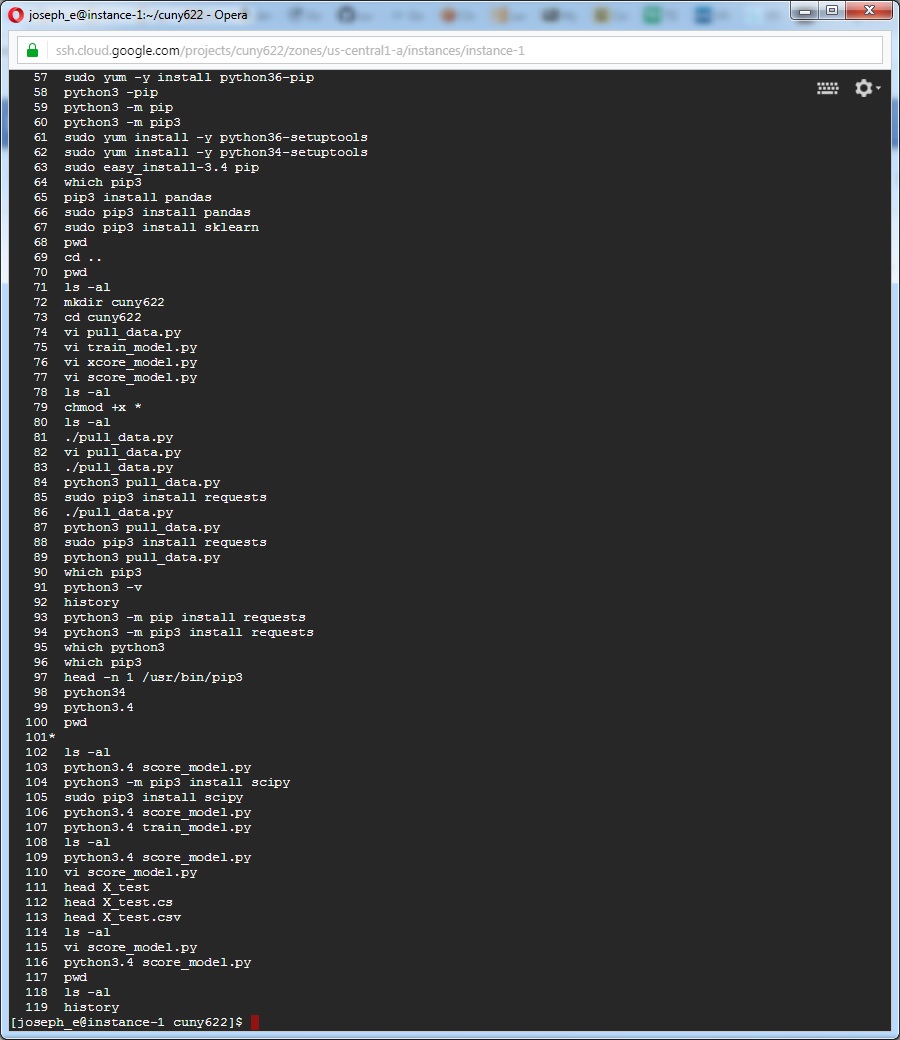 joseph_e@instance-1:~/cuny622 - Opera
ssh.cloud.google.com/projects/cuny622/zones/us-central1-a/instances/instance-1
57 sudo yum -y install python36-pip
58 python3 -pip
59 python3 -m pip
60 python3 -m pip3
61 sudo yum install -y python36-setuptools
62 sudo yum install -y python34-setuptools
63 sudo easy_install-3.4 pip
64 which pip3
65 pip3 install pandas
66 sudo pip3 install pandas
67 sudo pip3 install sklearn
68 pwd
69 cd ..
70 pwd
71 ls -al
72 mkdir cuny622
73 cd cuny622
74 vi pull_data.py
75 vi train_model.py
76 vi xcore_model.py
77 vi score_model.py
78 ls -al
79 chmod +x *
80 ls -al
81 ./pull_data.py
82 vi pull_data.py
83 ./pull_data.py
84 python3 pull_data.py
85 sudo pip3 install requests
86 ./pull_data.py
87 python3 pull_data.py
88 sudo pip3 install requests
89 python3 pull_data.py
90 which pip3
91 python3 -v
92 history
93 python3 -m pip install requests
94 python3 -m pip3 install requests
95 which python3
96 which pip3
97 head -n 1 /usr/bin/pip3
98 python34
99 python3.4
100 pwd
101*
102 ls -al
103 python3.4 score_model.py
104 python3 -m pip3 install scipy
105 sudo pip3 install scipy
106 python3.4 score_model.py
107 python3.4 train_model.py
108 ls -al
109 python3.4 score_model.py
110 vi score_model.py
111 head X_test
112 head X_test.cs
113 head X_test.csv
114 ls -al
115 vi score_model.py
116 python3.4 score_model.py
117 pwd
118 ls -al
119 history
[joseph_e@instance-1 cuny622]$